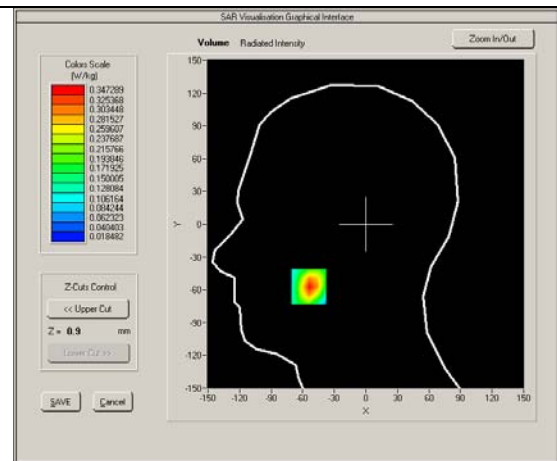 SAR Visualisation Graphical Interface
Volume Radiated Intensity
Zoom In/Out
Colors Scale
(W/kg)
0.347289
0.325368
0.303448
0.281527
0.259607
0.237687
0.215766
0.193846
0.171925
0.150005
0.128084
0.106164
0.084244
0.062323
0.040403
0.018482
Z-Cuts Control
<< Upper Cut
Z = 0.9 mm
Lower Cut >>
SAVE Cancel
150
120
90
60
30
0
-30
-60
-90
-120
-150
Y
-150 -120 -90 -60 -30 0 30 60 90 120 150
X